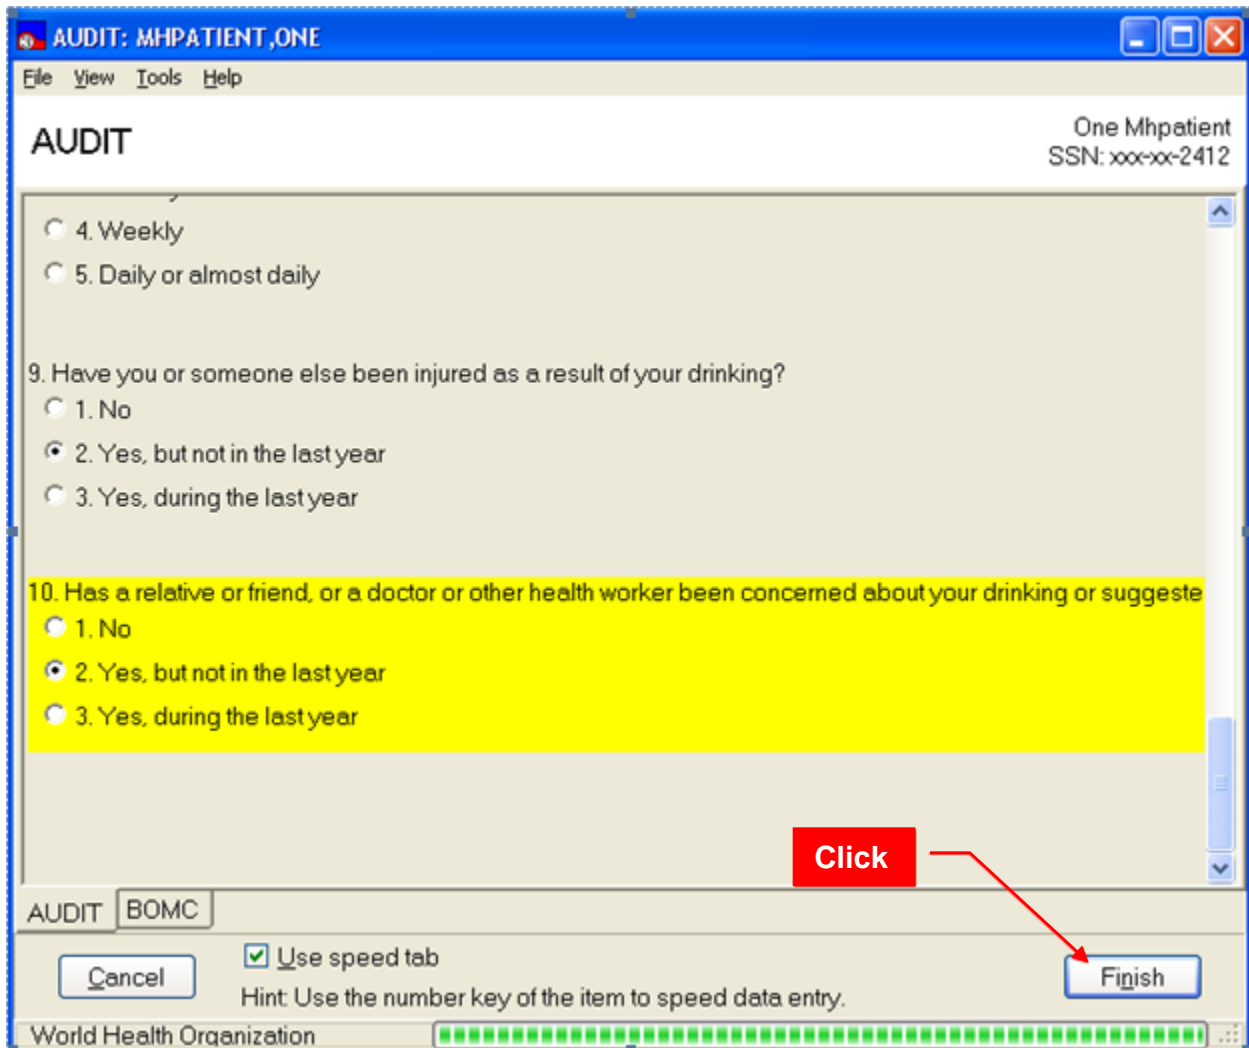 AUDIT: MHPATIENT,ONE
File View Tools Help
AUDIT
One Mhpatient
SSN: xxx-xx-2412
4. Weekly
5. Daily or almost daily
9. Have you or someone else been injured as a result of your drinking?
1. No
2. Yes, but not in the last year
3. Yes, during the last year
10. Has a relative or friend, or a doctor or other health worker been concerned about your drinking or suggeste
1. No
2. Yes, but not in the last year
3. Yes, during the last year
Click
AUDIT BOMC
Cancel
Use speed tab
Hint: Use the number key of the item to speed data entry.
Finish
World Health Organization